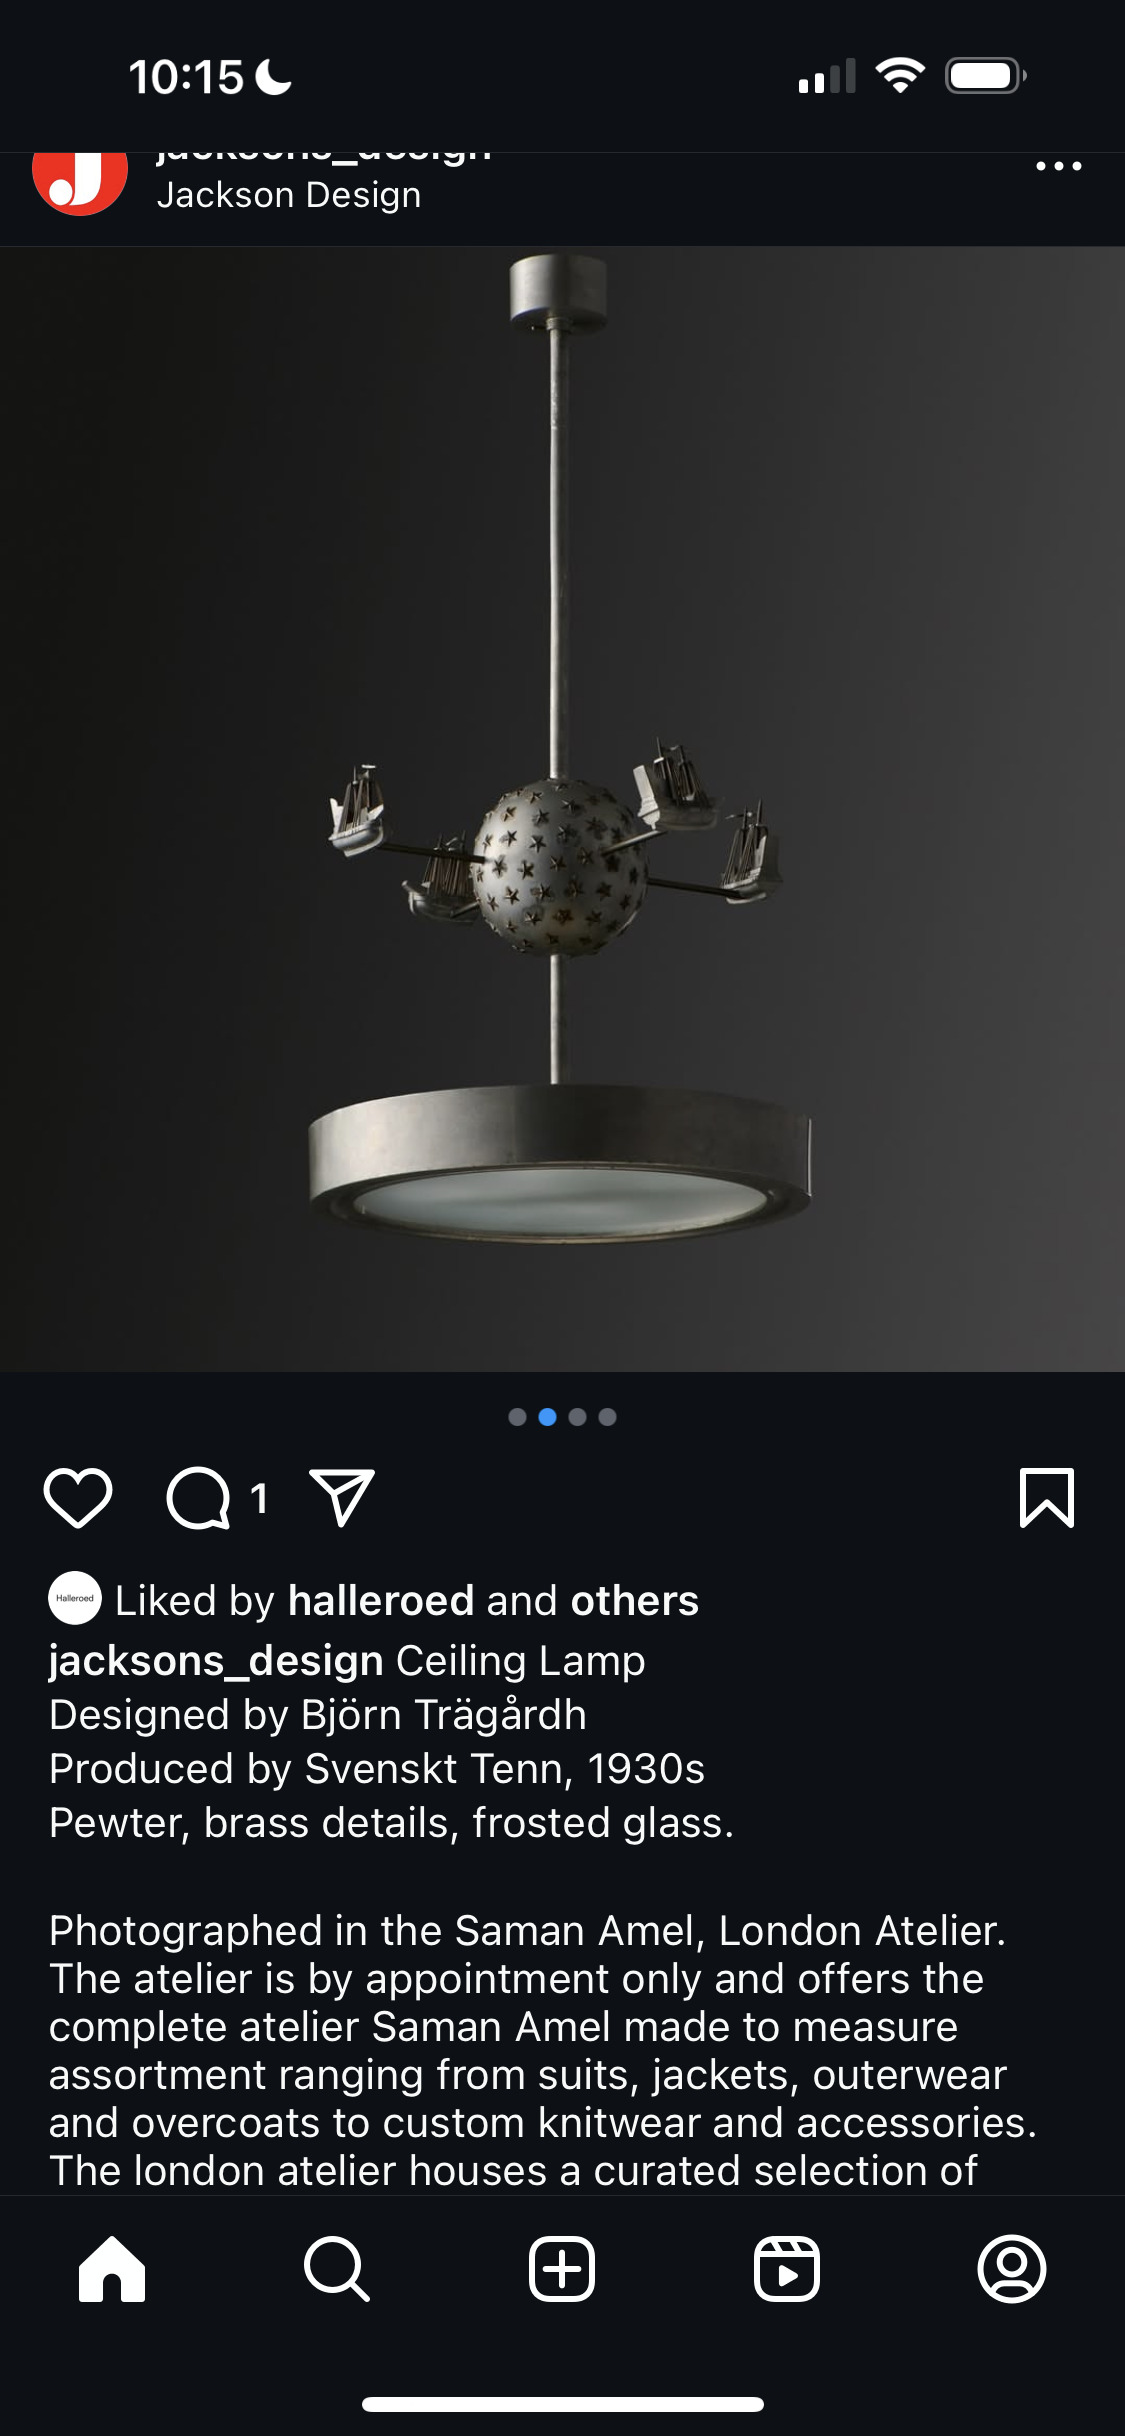 10:15
jacksons_design
Jackson Design
1
Halleroed
Liked by halleroed and others
jacksons_design Ceiling Lamp
Designed by Björn Trägårdh
Produced by Svenskt Tenn, 1930s
Pewter, brass details, frosted glass.
Photographed in the Saman Amel, London Atelier.
The atelier is by appointment only and offers the
complete atelier Saman Amel made to measure
assortment ranging from suits, jackets, outerwear
and overcoats to custom knitwear and accessories.
The london atelier houses a curated selection of